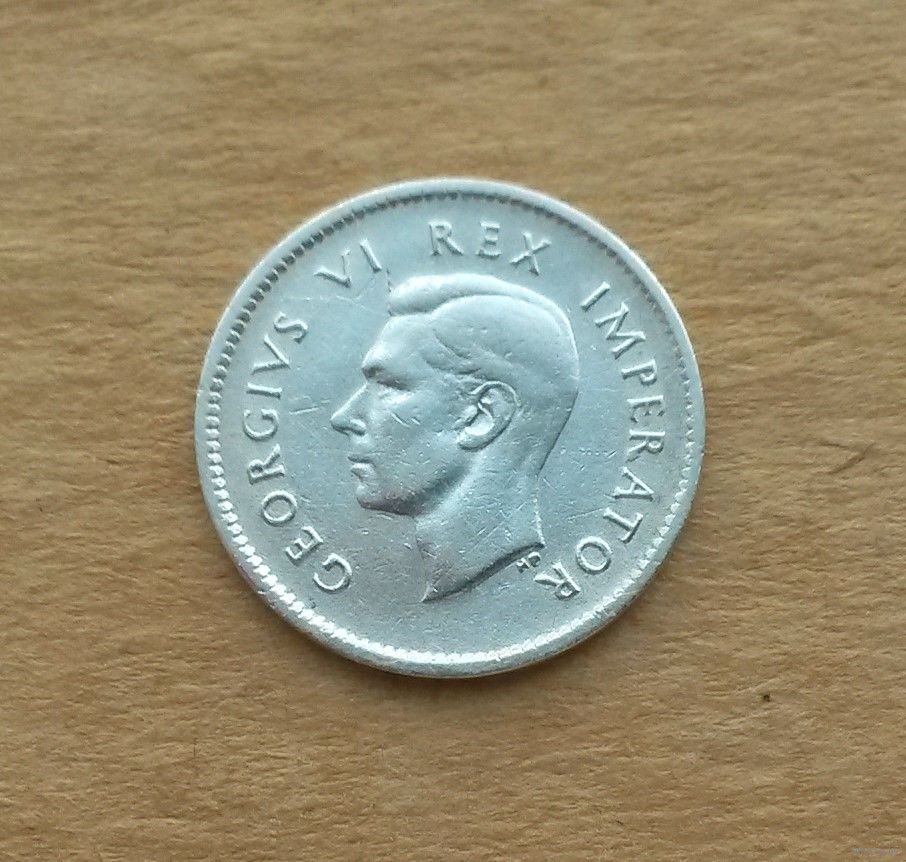 GEORGIVS VI REX IMPERATOR
HP